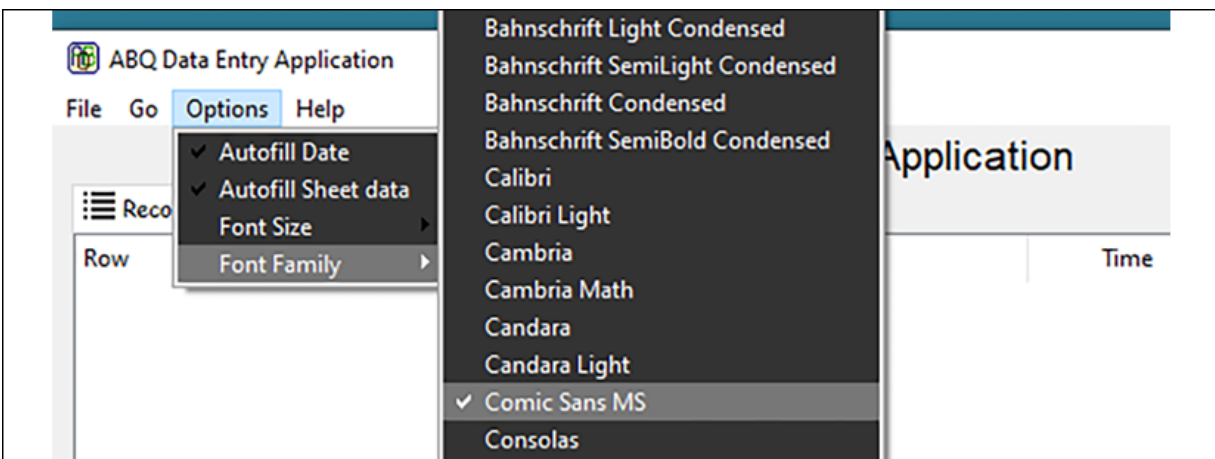 ABQ Data Entry Application
File Go Options Help
Autofill Date
Autofill Sheet data
Font Size
Font Family
Bahnschrift Light Condensed
Bahnschrift SemiLight Condensed
Bahnschrift Condensed
Bahnschrift SemiBold Condensed
Calibri
Calibri Light
Cambria
Cambria Math
Candara
Candara Light
Comic Sans MS
Consolas
Application
Reco
Row
Time